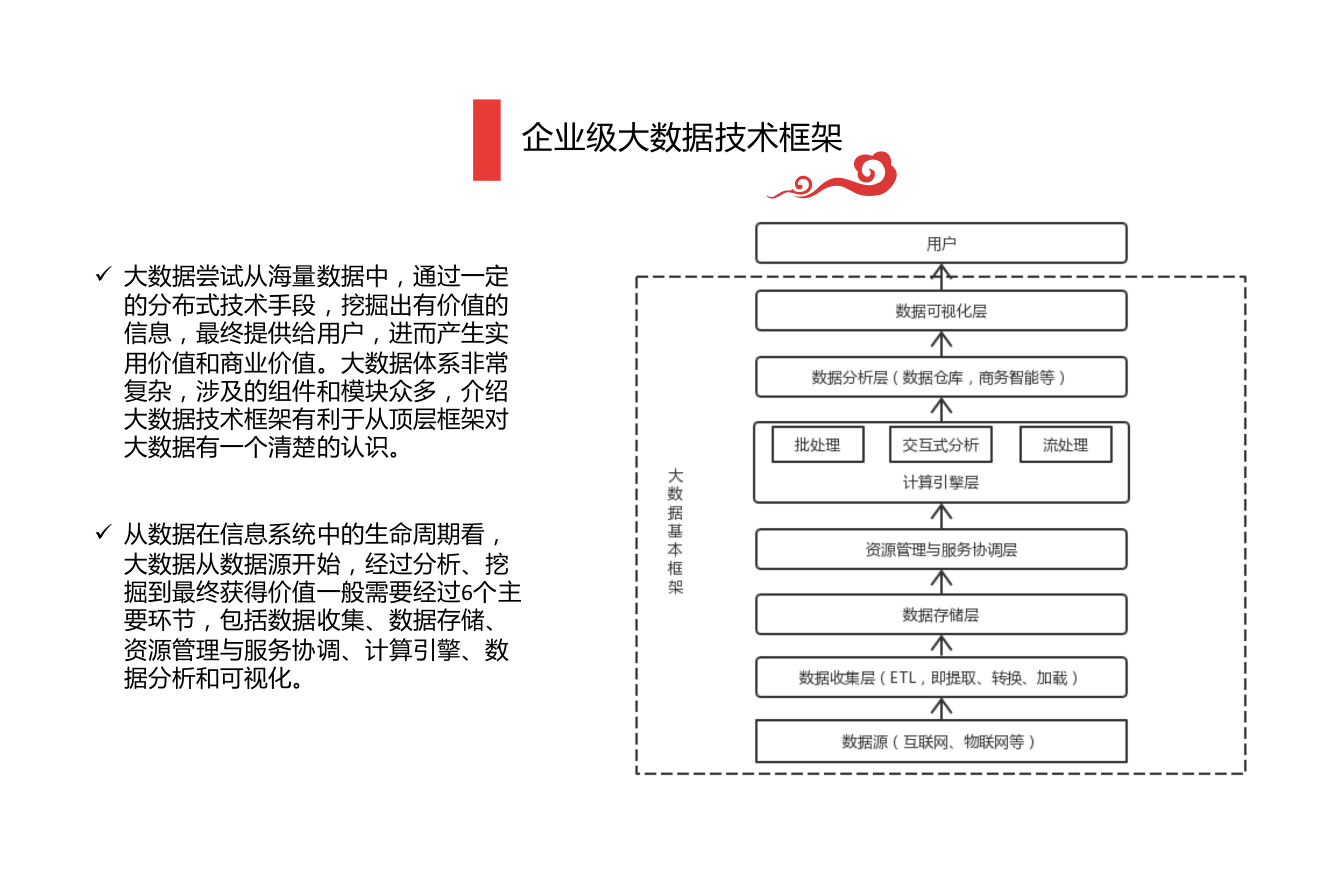 企业级大数据技术框架
大数据尝试从海量数据中，通过一定
的分布式技术手段，挖掘出有价值的
信息，最终提供给用户，进而产生实
用价值和商业价值。大数据体系非常
复杂，涉及的组件和模块众多，介绍
大数据技术框架有利于从顶层框架对
大数据有一个清楚的认识。
从数据在信息系统中的生命周期看，
大数据从数据源开始，经过分析、挖
掘到最终获得价值一般需要经过6个主
要环节，包括数据收集、数据存储、
资源管理与服务协调、计算引擎、数
据分析和可视化。
用户
数据可视化层
数据分析层（数据仓库，商务智能等）
批处理
交互式分析
流处理
计算引擎层
资源管理与服务协调层
数据存储层
数据收集层（ETL，即提取、转换、加载）
数据源（互联网、物联网等）
大数据基本框架